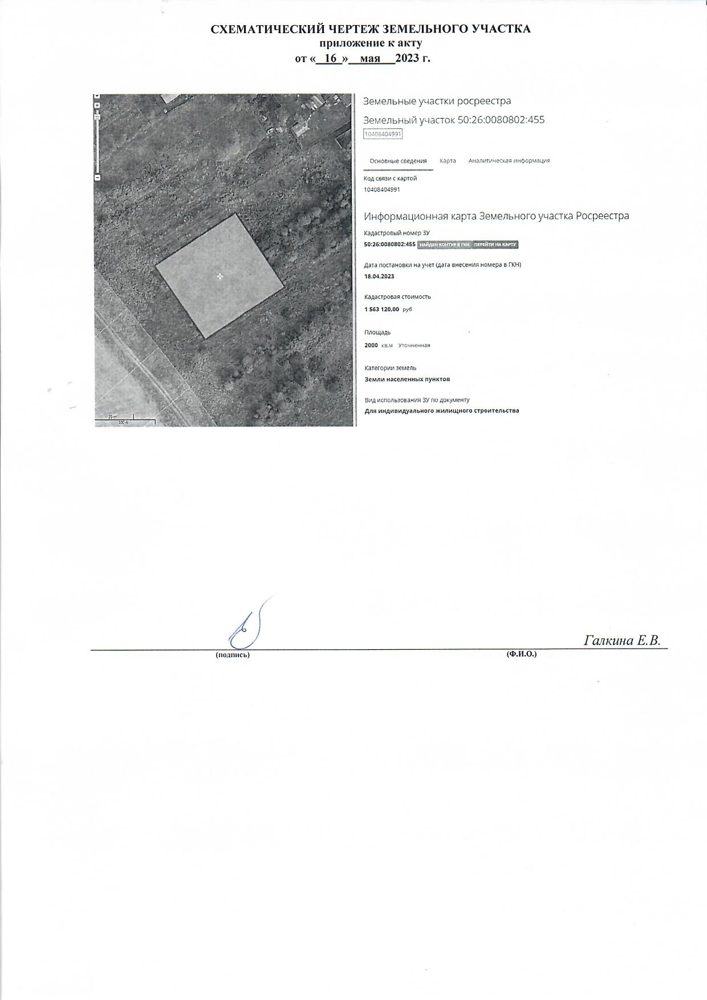 СХЕМАТИЧЕСКИЙ ЧЕРТЕЖ ЗЕМЕЛЬНОГО УЧАСТКА
приложение к акту
от « 16 » мая 2023 г.
Земельные участки росреестра
Земельный участок 50:26:0080802:455
10408404991
Основные сведения Карта Аналитическая информация
Код связи с картой
10408404991
Информационная карта Земельного участка Росреестра
Кадастровый номер ЗУ
50:26:0080802:455 НАЙДЕН КОНТУР В ГКН ПЕРЕЙТИ НА КАРТУ
Дата постановки на учет (дата внесения номера в ГКН)
18.04.2023
Кадастровая стоимость
1 563 120,00 руб
Площадь
2000 кв.м Уточненная
Категории земель
Земли населенных пунктов
Вид использования ЗУ по документу
Для индивидуального жилищного строительства
20 m
100 ft
Галкина Е.В.
(подпись) (Ф.И.О.)